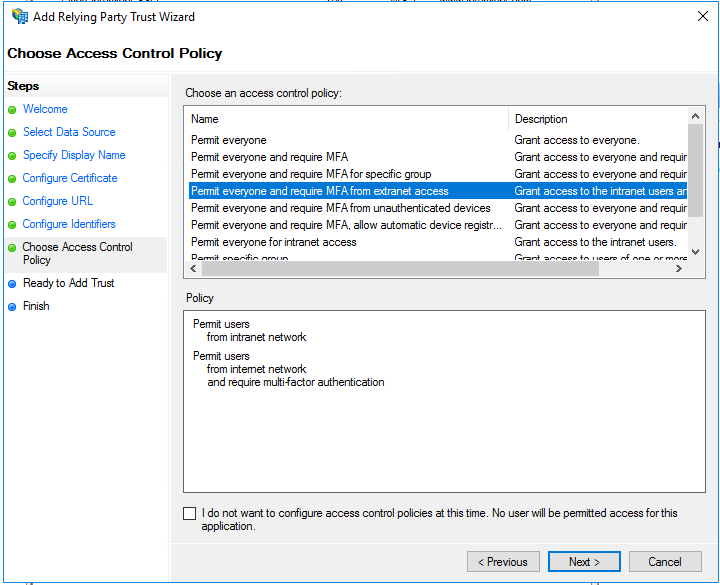 Add Relying Party Trust Wizard
Choose Access Control Policy
Steps
Welcome
Select Data Source
Specify Display Name
Configure Certificate
Configure URL
Configure Identifiers
Choose Access Control
Policy
Ready to Add Trust
Finish
Choose an access control policy:
Name Description
Permit everyone Grant access to everyone.
Permit everyone and require MFA Grant access to everyone and requir
Permit everyone and require MFA for specific group Grant access to everyone and requir
Permit everyone and require MFA from extranet access Grant access to the intranet users ar
Permit everyone and require MFA from unauthenticated devices Grant access to everyone and requir
Permit everyone and require MFA, allow automatic device registr... Grant access to everyone and requir
Permit everyone for intranet access Grant access to the intranet users.
Permit specific group Grant access to users of one or more
Policy
Permit users
from intranet network
Permit users
from internet network
and require multi-factor authentication
I do not want to configure access control policies at this time. No user will be permitted access for this
application.
< Previous Next > Cancel